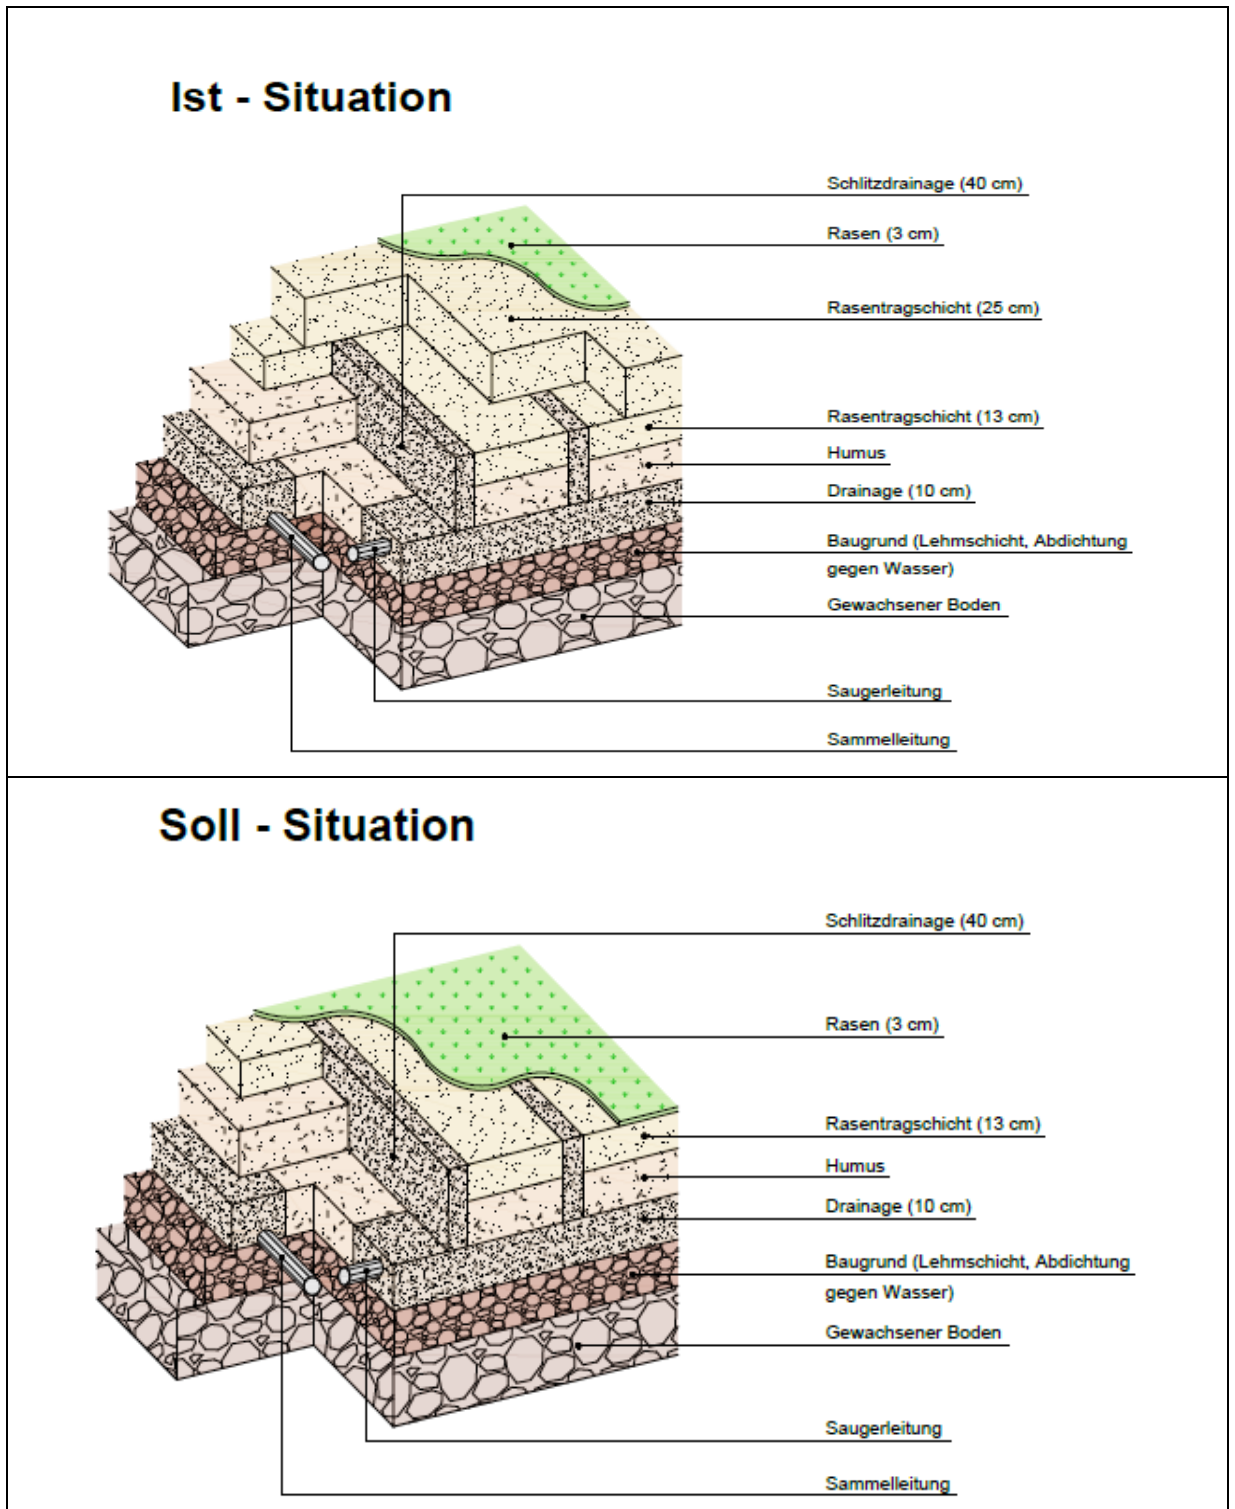 Ist - Situation
Schlitzdrainage (40 cm)
Rasen (3 cm)
Rasentragschicht (25 cm)
Rasentragschicht (13 cm)
Humus
Drainage (10 cm)
Baugrund (Lehmschicht, Abdichtung
gegen Wasser)
Gewachsener Boden
Saugerleitung
Sammelleitung
Soll - Situation
Schlitzdrainage (40 cm)
Rasen (3 cm)
Rasentragschicht (13 cm)
Humus
Drainage (10 cm)
Baugrund (Lehmschicht, Abdichtung
gegen Wasser)
Gewachsener Boden
Saugerleitung
Sammelleitung